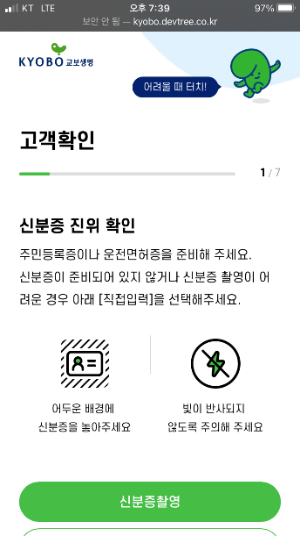 KT LTE 오후 7:39 97%
보안 안 됨 — kyobo.devtree.co.kr
KYOBO 교보생명
어려울 때 터치!
고객확인
1 / 7
신분증 진위 확인
주민등록증이나 운전면허증을 준비해 주세요.
신분증이 준비되어 있지 않거나 신분증 촬영이 어
려운 경우 아래 [직접입력]을 선택해주세요.
어두운 배경에
신분증을 놓아주세요
빛이 반사되지
않도록 주의해 주세요
신분증촬영